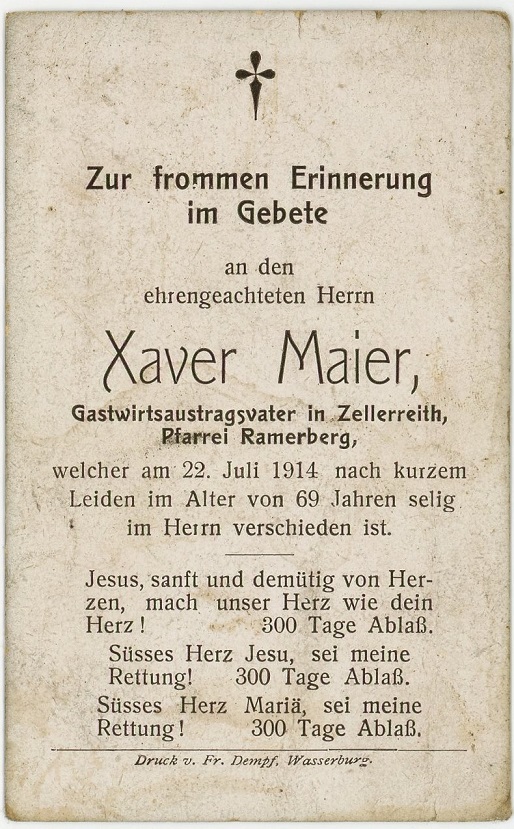 Zur frommen Erinnerung
im Gebete
an den
ehrengeachteten Herrn
Xaver Maier,
Gastwirtsaustragsvater in Zellerreith,
Pfarrei Ramerberg,
welcher am 22. Juli 1914 nach kurzem
Leiden im Alter von 69 Jahren selig
im Herrn verschieden ist.
Jesus, sanft und demütig von Her-
zen, mach unser Herz wie dein
Herz! 300 Tage Ablaß.
Süsses Herz Jesu, sei meine
Rettung! 300 Tage Ablaß.
Süsses Herz Mariä, sei meine
Rettung! 300 Tage Ablaß.
Druck v. Fr. Dempf, Wasserburg.